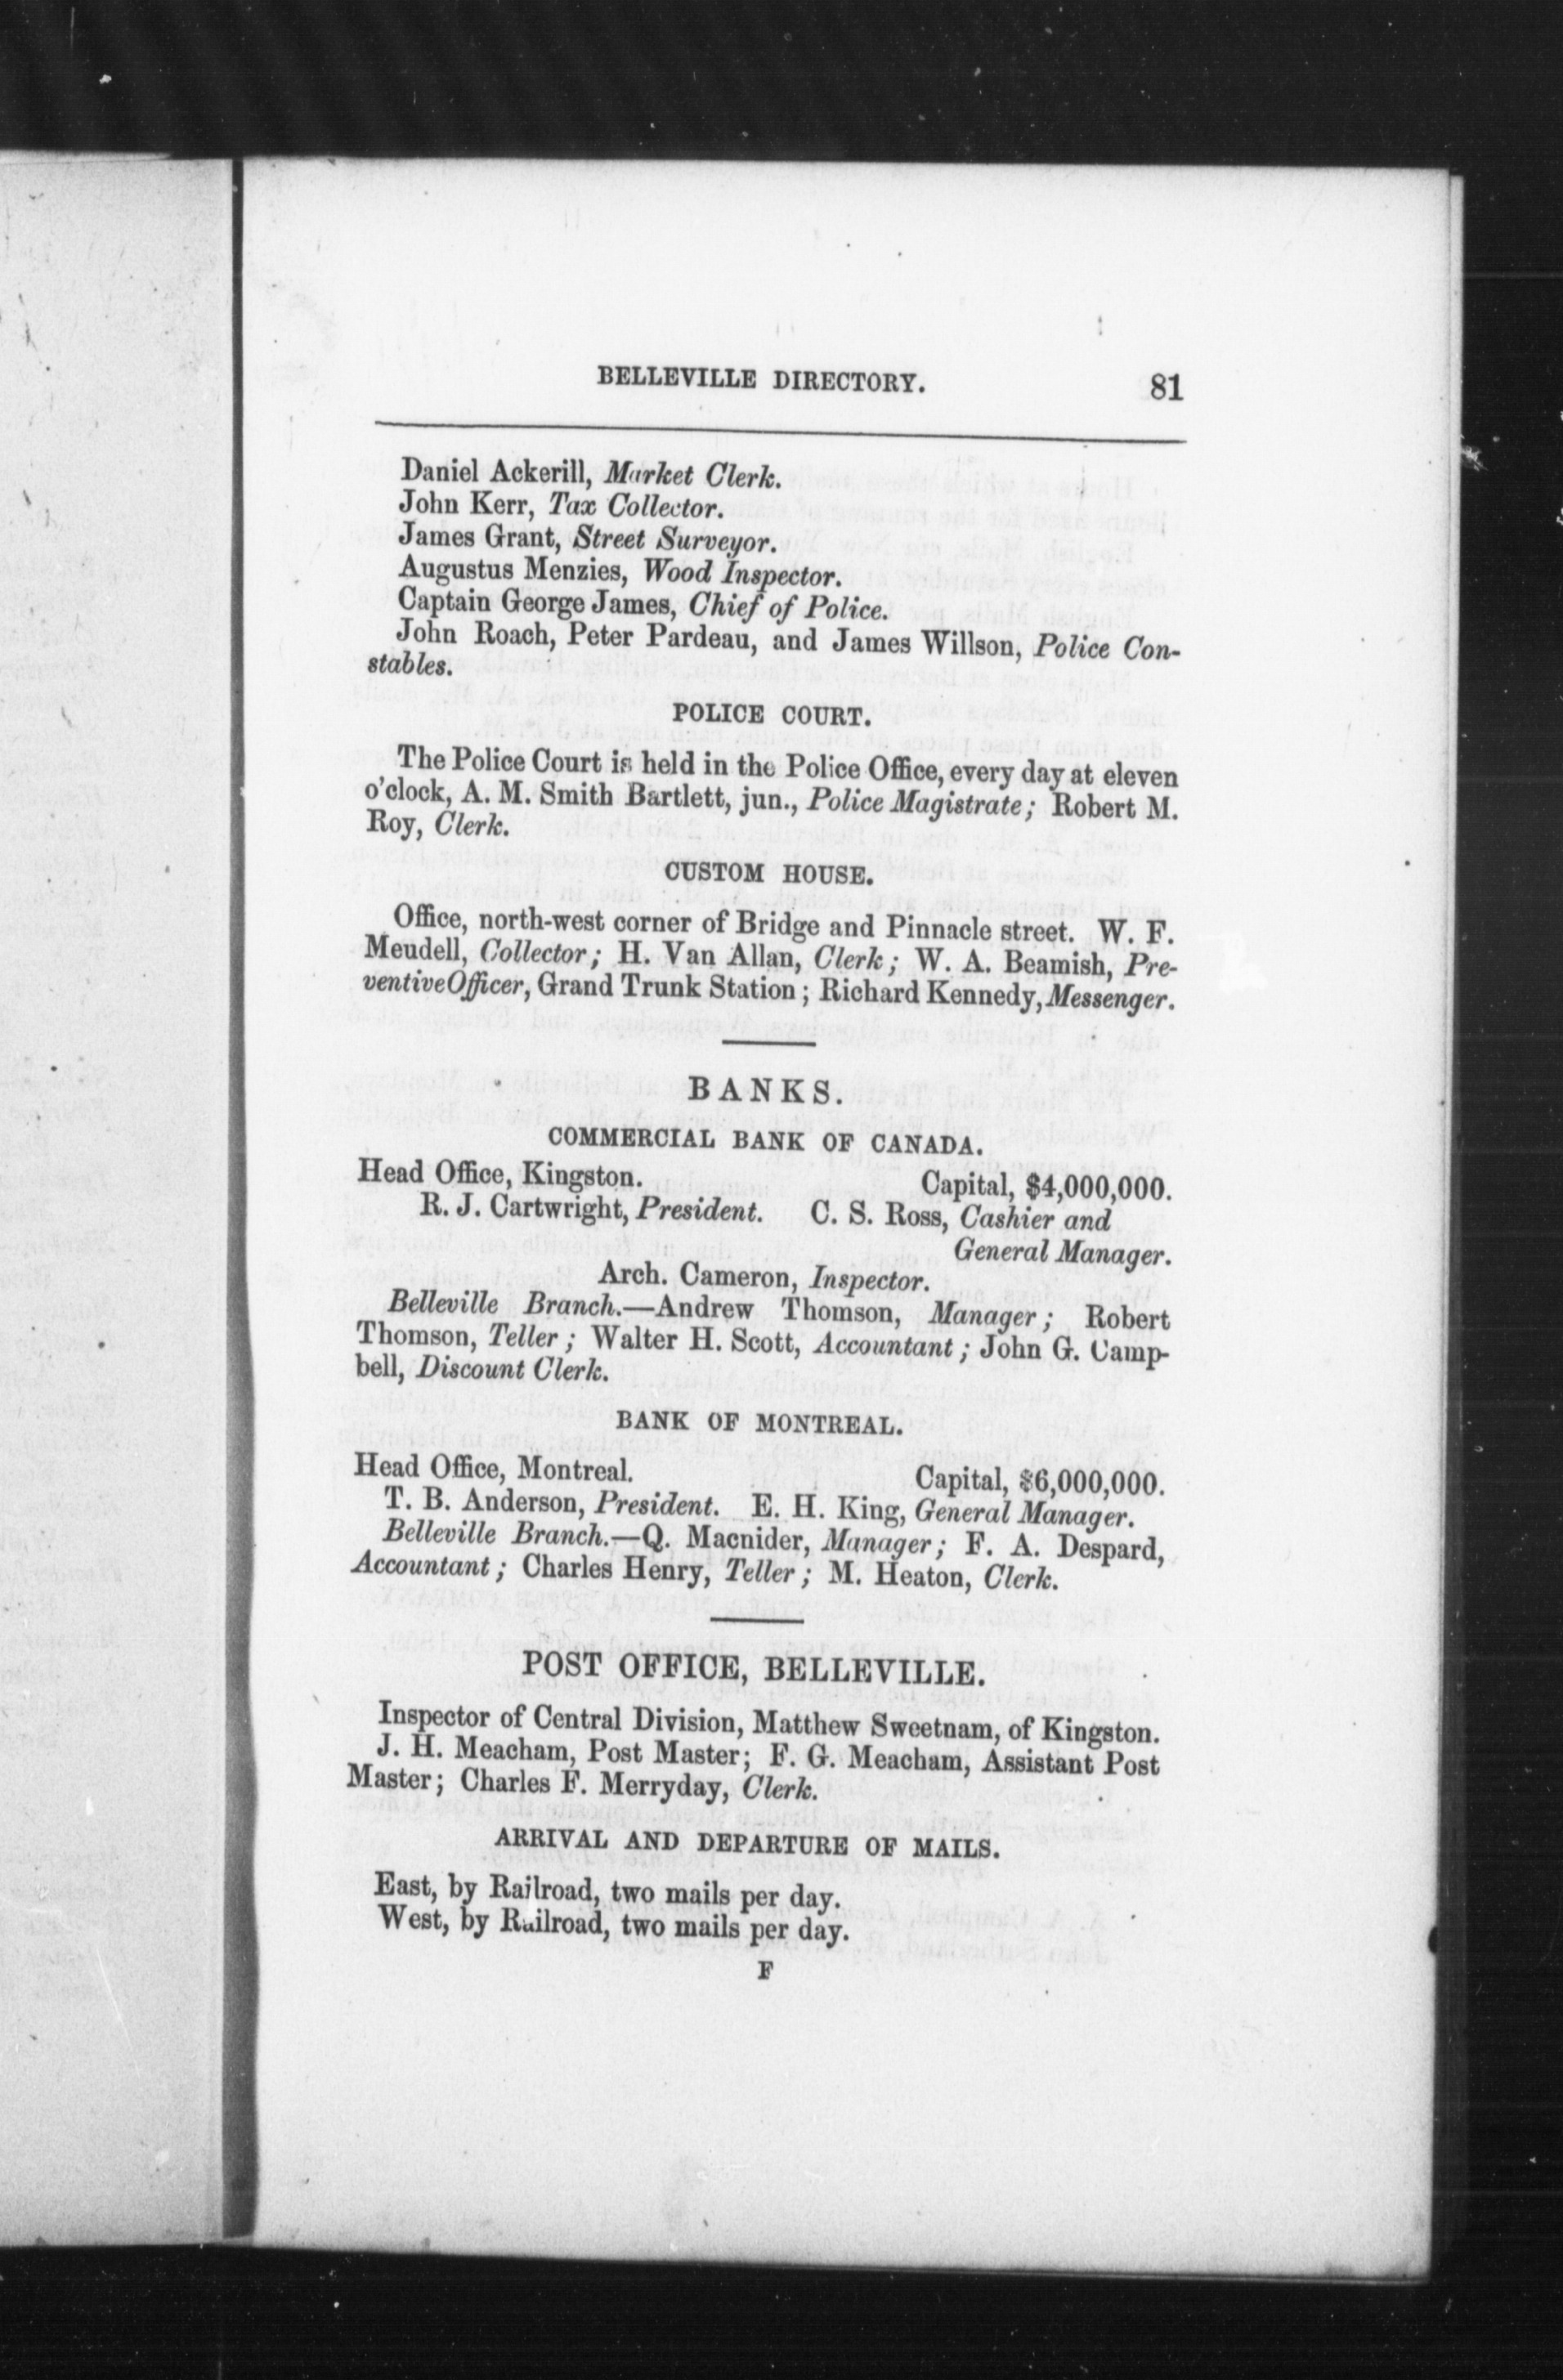 BELLEVILLE DIRECTORY. 81
Daniel Ackerill, Market Clerk.
John Kerr, Tax Collector.
James Grant, Street Surveyor.
Augustus Menzies, Wood Inspector.
Captain George James, Chief of Police.
John Roach, Peter Pardeau, and James Willson, Police Con-
stables.
POLICE COURT.
The Police Court is held in the Police Office, every day at eleven
o'clock, A. M. Smith Bartlett, jun., Police Magistrate; Robert M.
Roy, Clerk.
CUSTOM HOUSE.
Office, north-west corner of Bridge and Pinnacle street. W. F.
Meudell, Collector; H. Van Allan, Clerk; W. A. Beamish, Pre-
ventive Officer, Grand Trunk Station; Richard Kennedy, Messenger.
BANKS.
COMMERCIAL BANK OF CANADA.
Head Office, Kingston. Capital, $4,000,000.
R. J. Cartwright, President. C. S. Ross, Cashier and
General Manager.
Arch. Cameron, Inspector.
Belleville Branch.—Andrew Thomson, Manager; Robert
Thomson, Teller; Walter H. Scott, Accountant; John G. Camp-
bell, Discount Clerk.
BANK OF MONTREAL.
Head Office, Montreal. Capital, $6,000,000.
T. B. Anderson, President. E. H. King, General Manager.
Belleville Branch.—Q. Macnider, Manager; F. A. Despard,
Accountant; Charles Henry, Teller; M. Heaton, Clerk.
POST OFFICE, BELLEVILLE.
Inspector of Central Division, Matthew Sweetnam, of Kingston.
J. H. Meacham, Post Master; F. G. Meacham, Assistant Post
Master; Charles F. Merryday, Clerk.
ARRIVAL AND DEPARTURE OF MAILS.
East, by Railroad, two mails per day.
West, by Railroad, two mails per day.
F